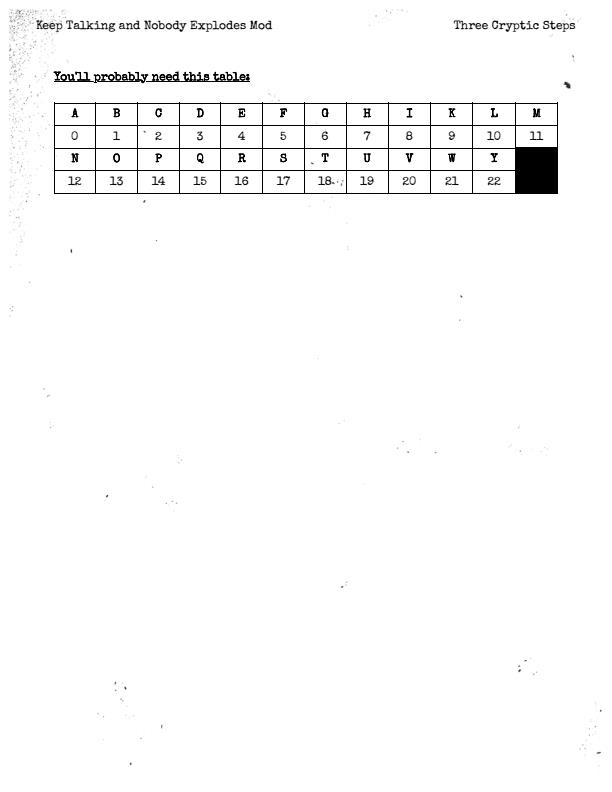 Keep Talking and Nobody Explodes Mod Three Cryptic Steps
You'll probably need this table:
A B C D E F G H I K L M
0 1 2 3 4 5 6 7 8 9 10 11
N O P Q R S T U V W Y
12 13 14 15 16 17 18 19 20 21 22